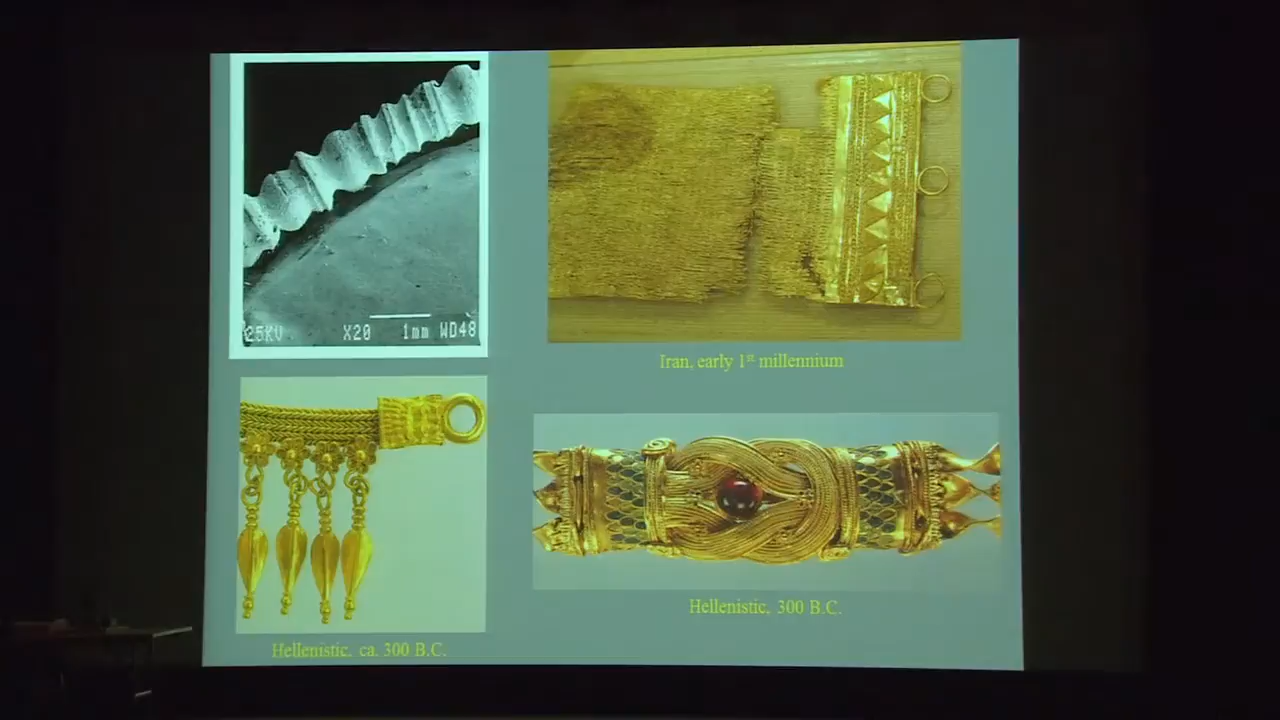 25KV X20 1mm WD48
Iran, early 1st millennium
Hellenistic, ca. 300 B.C.
Hellenistic, 300 B.C.